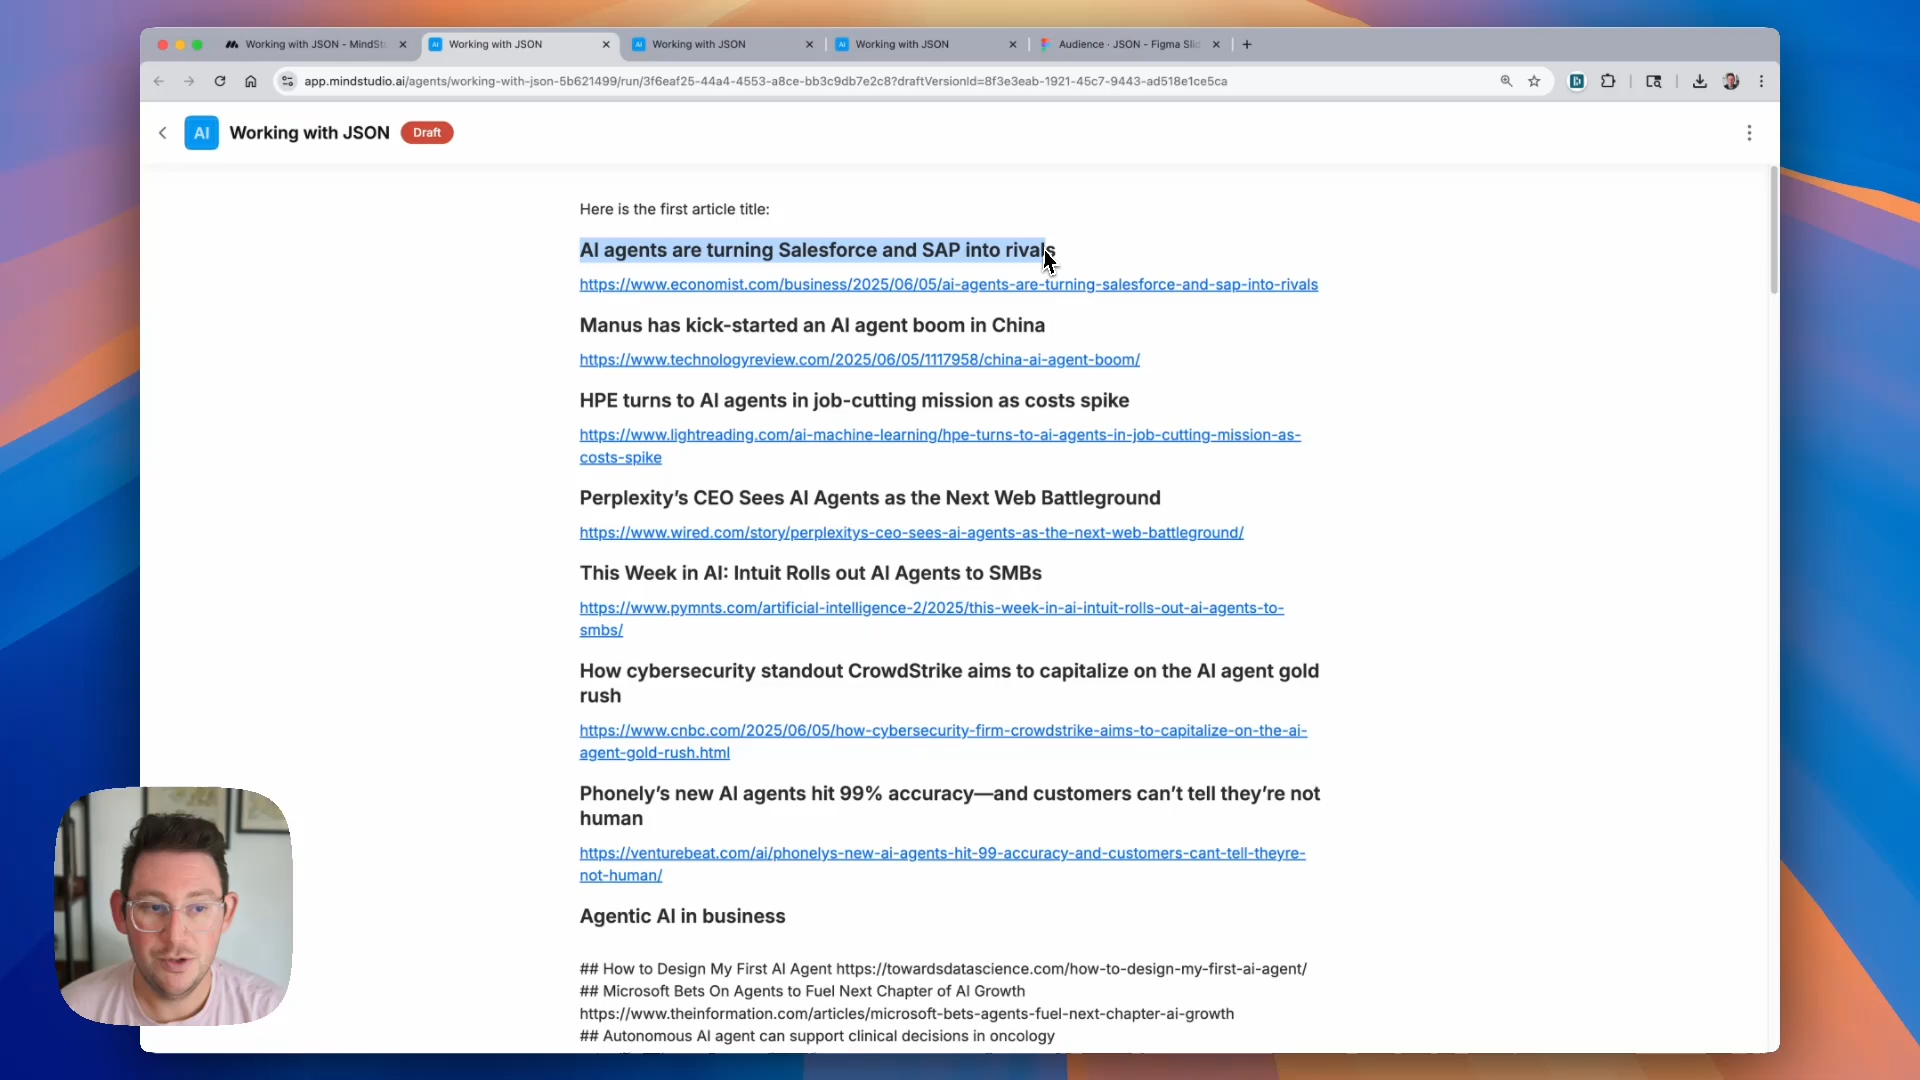 Working with JSON - MindSt
Working with JSON
Working with JSON
Working with JSON
Audience · JSON - Figma Sli
app.mindstudio.ai/agents/working-with-json-5b621499/run/3f6eaf25-44a4-4553-a8ce-bb3c9db7e2c8?draftVersionId=8f3e3eab-1921-45c7-9443-ad518e1ce5ca
AI Working with JSON Draft
Here is the first article title:
AI agents are turning Salesforce and SAP into rivals
https://www.economist.com/business/2025/06/05/ai-agents-are-turning-salesforce-and-sap-into-rivals
Manus has kick-started an AI agent boom in China
https://www.technologyreview.com/2025/06/05/1117958/china-ai-agent-boom/
HPE turns to AI agents in job-cutting mission as costs spike
https://www.lightreading.com/ai-machine-learning/hpe-turns-to-ai-agents-in-job-cutting-mission-as-
costs-spike
Perplexity’s CEO Sees AI Agents as the Next Web Battleground
https://www.wired.com/story/perplexitys-ceo-sees-ai-agents-as-the-next-web-battleground/
This Week in AI: Intuit Rolls out AI Agents to SMBs
https://www.pymnts.com/artificial-intelligence-2/2025/this-week-in-ai-intuit-rolls-out-ai-agents-to-
smbs/
How cybersecurity standout CrowdStrike aims to capitalize on the AI agent gold
rush
https://www.cnbc.com/2025/06/05/how-cybersecurity-firm-crowdstrike-aims-to-capitalize-on-the-ai-
agent-gold-rush.html
Phonely’s new AI agents hit 99% accuracy—and customers can’t tell they’re not
human
https://venturebeat.com/ai/phonelys-new-ai-agents-hit-99-accuracy-and-customers-cant-tell-theyre-
not-human/
Agentic AI in business
## How to Design My First AI Agent https://towardsdatascience.com/how-to-design-my-first-ai-agent/
## Microsoft Bets On Agents to Fuel Next Chapter of AI Growth
https://www.theinformation.com/articles/microsoft-bets-agents-fuel-next-chapter-ai-growth
## Autonomous AI agent can support clinical decisions in oncology